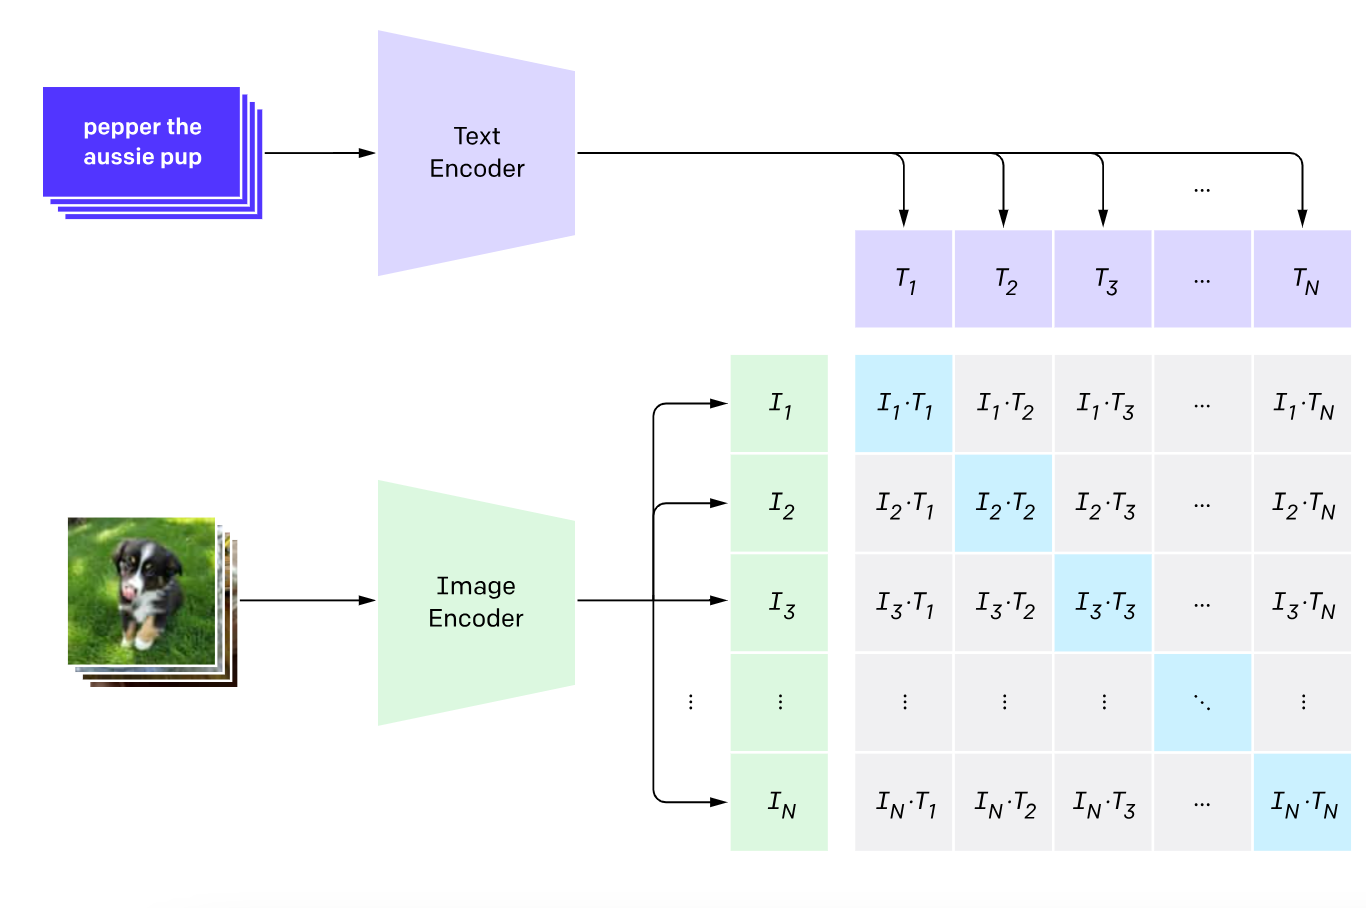 pepper the
aussie pup
Text
Encoder
...
T1 T2 T3 ... TN
I1 I1·T1 I1·T2 I1·T3 ... I1·TN
I2 I2·T1 I2·T2 I2·T3 ... I2·TN
Image
Encoder
I3 I3·T1 I3·T2 I3·T3 ... I3·TN
⋮ ⋮ ⋮ ⋮ ⋮ ⋱ ⋮
IN IN·T1 IN·T2 IN·T3 ... IN·TN